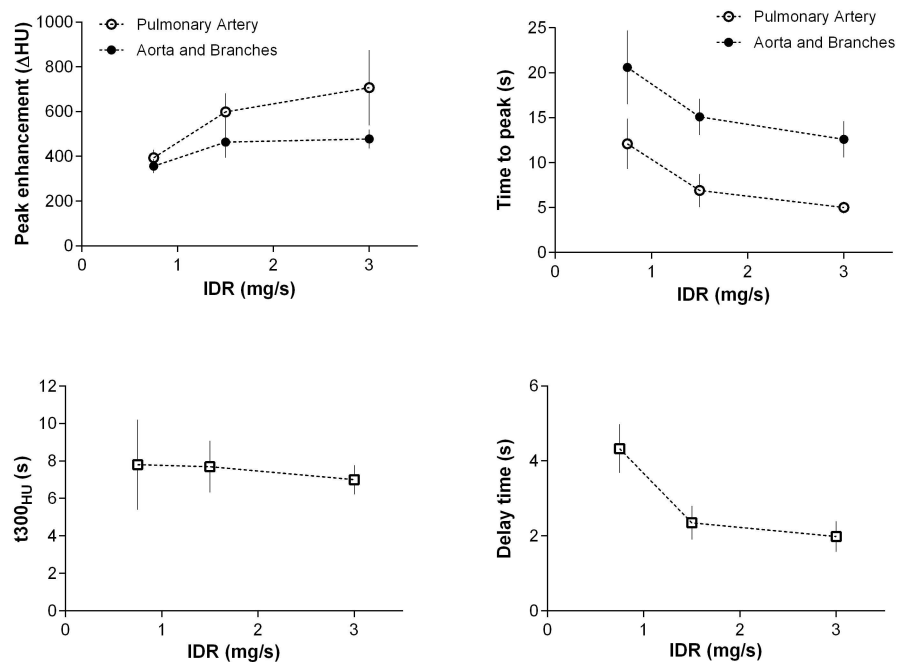 Pulmonary Artery
Aorta and Branches
Peak enhancement (ΔHU)
1000
800
600
400
200
0
0 1 2 3
IDR (mg/s)
Pulmonary Artery
Aorta and Branches
Time to peak (s)
25
20
15
10
5
0
0 1 2 3
IDR (mg/s)
t300HU (s)
12
10
8
6
4
2
0
0 1 2 3
IDR (mg/s)
Delay time (s)
6
4
2
0
0 1 2 3
IDR (mg/s)